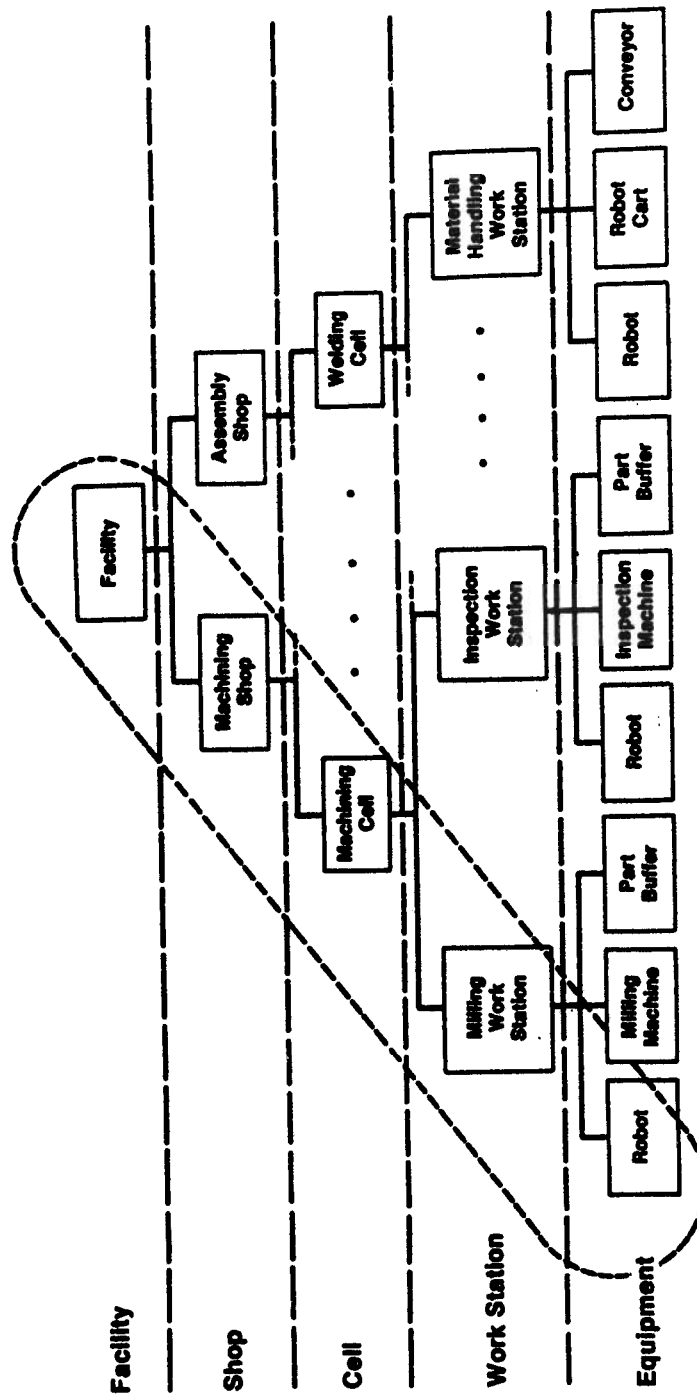 Facility
Facility
Shop
Machining
Shop
Assembly
Shop
Cell
Machining
Cell
Welding
Cell
Work Station
Milling
Work
Station
Inspection
Work
Station
Material
Handling
Work
Station
Equipment
Robot
Milling
Machine
Part
Buffer
Robot
Inspection
Machine
Part
Buffer
Robot
Robot
Cart
Conveyor